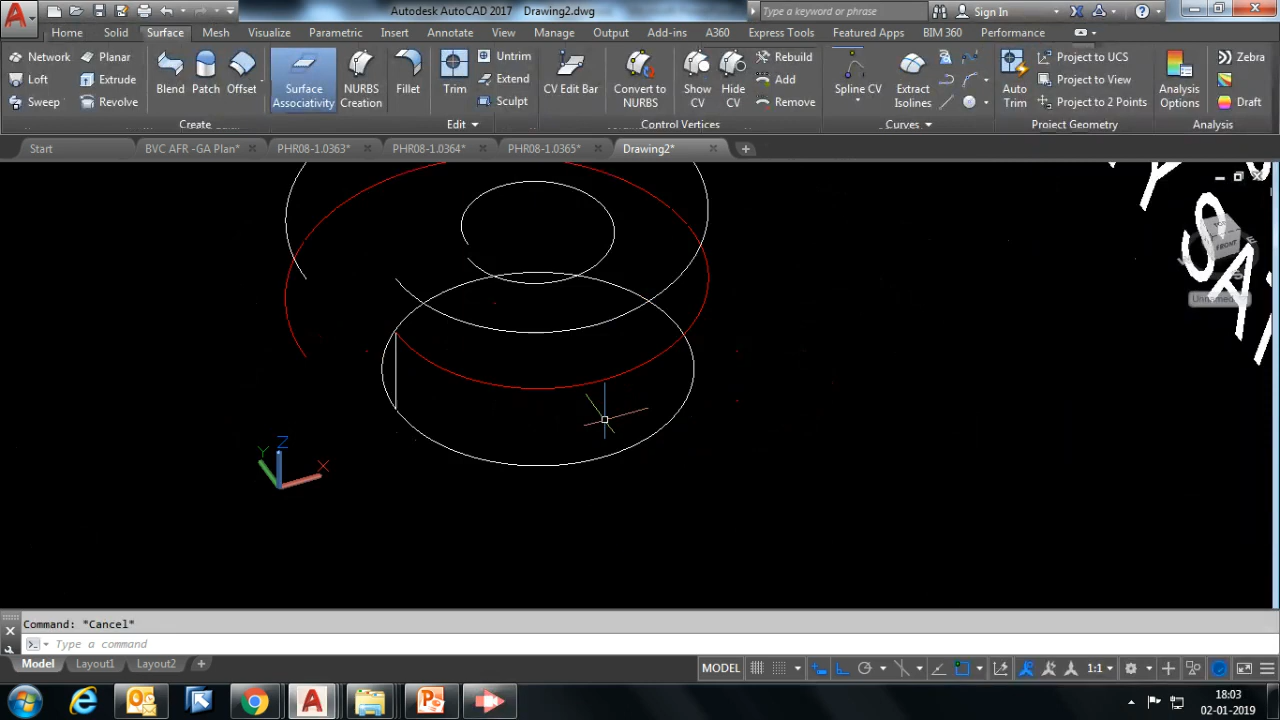 Autodesk AutoCAD 2017 Drawing2.dwg
Type a keyword or phrase
Sign In
Home Solid Surface Mesh Visualize Parametric Insert Annotate View Manage Output Add-ins A360 Express Tools Featured Apps BIM 360 Performance
Network Planar
Loft Extrude
Sweep Revolve
Blend Patch Offset
Surface Associativity
NURBS Creation
Fillet
Trim
Untrim
Extend
Sculpt
CV Edit Bar
Convert to NURBS
Show CV
Hide CV
Rebuild
Add
Remove
Spline CV
Extract Isolines
Auto Trim
Project to UCS
Project to View
Project to 2 Points
Analysis Options
Zebra
Draft
Create Edit Control Vertices Curves Project Geometry Analysis
Start BVC AFR -GA Plan* PHR08-1.0363* PHR08-1.0364* PHR08-1.0365* Drawing2*
TOP
FRONT
Unnamed
Z
Y
X
Command: *Cancel*
Type a command
Model Layout1 Layout2
MODEL
1:1
18:03
02-01-2019